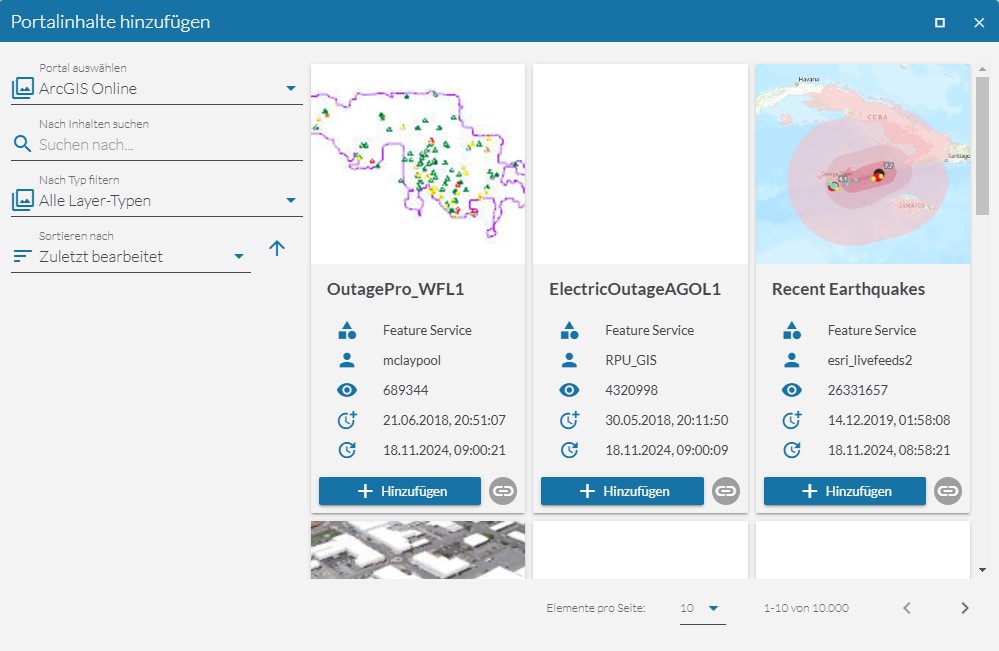 Portalinhalte hinzufügen
Portal auswählen
ArcGIS Online
Nach Inhalten suchen
Suchen nach...
Nach Typ filtern
Alle Layer-Typen
Sortieren nach
Zuletzt bearbeitet
OutagePro_WFL1
Feature Service
mclaypool
689344
21.06.2018, 20:51:07
18.11.2024, 09:00:21
Hinzufügen
ElectricOutageAGOL1
Feature Service
RPU_GIS
4320998
30.05.2018, 20:11:50
18.11.2024, 09:00:09
Hinzufügen
Havana
CUBA
Santiago
JAMAICA
Recent Earthquakes
Feature Service
esri_livefeeds2
26331657
14.12.2019, 01:58:08
18.11.2024, 08:58:21
Hinzufügen
Elemente pro Seite:
10
1-10 von 10.000